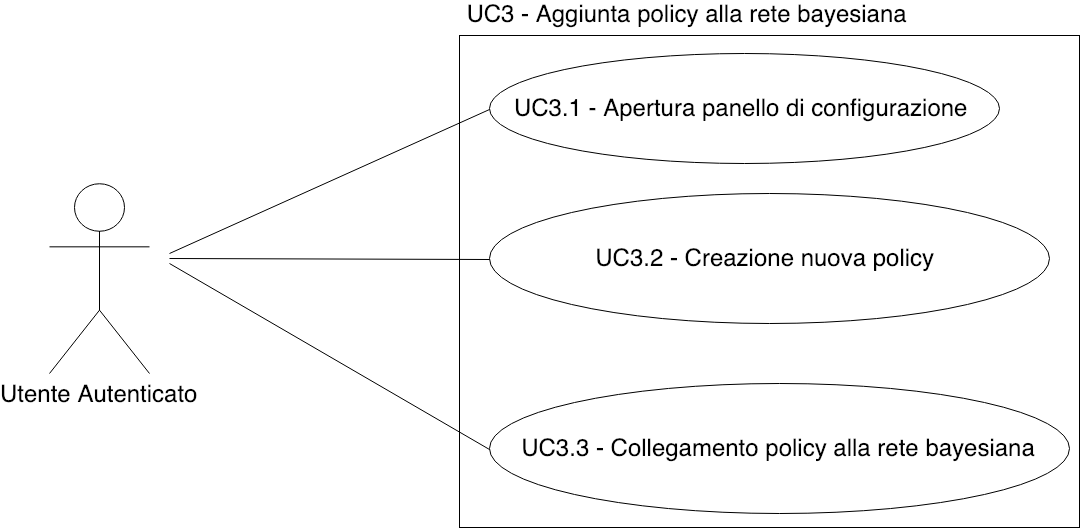 UC3 - Aggiunta policy alla rete bayesiana
UC3.1 - Apertura panello di configurazione
UC3.2 - Creazione nuova policy
Utente Autenticato
UC3.3 - Collegamento policy alla rete bayesiana